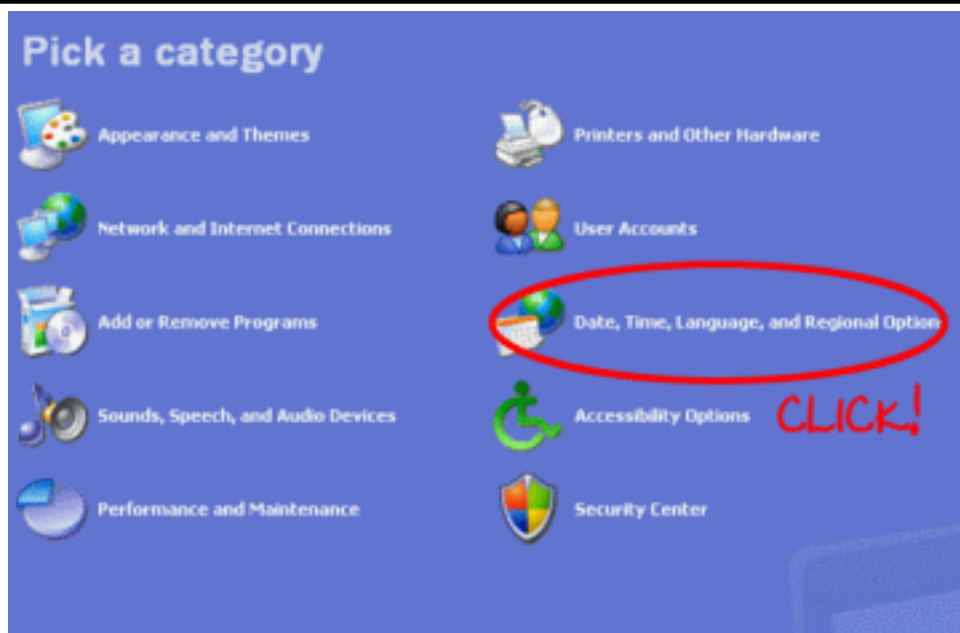 Pick a category
Appearance and Themes
Printers and Other Hardware
Network and Internet Connections
User Accounts
Add or Remove Programs
Date, Time, Language, and Regional Option
Sounds, Speech, and Audio Devices
Accessibility Options
CLICK!
Performance and Maintenance
Security Center